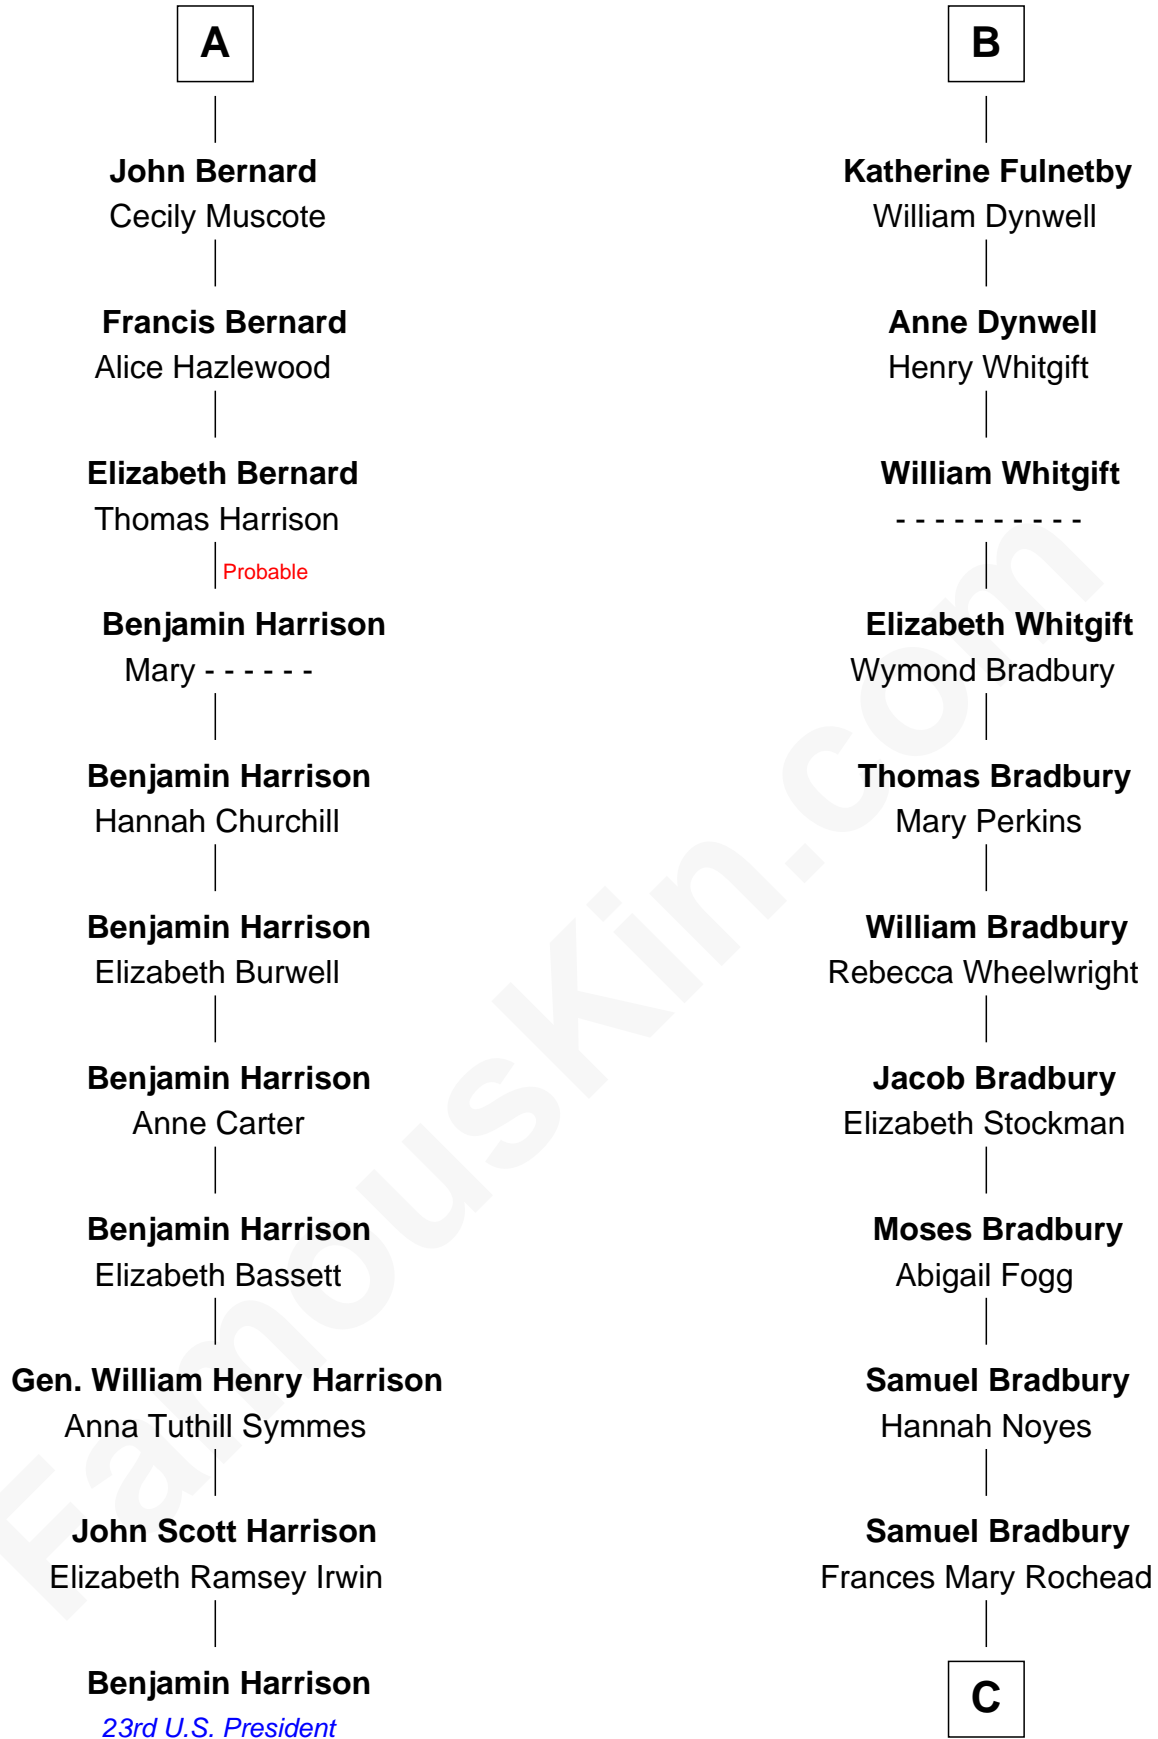 A
John Bernard
Cecily Muscote
Francis Bernard
Alice Hazlewood
Elizabeth Bernard
Thomas Harrison
Probable
Benjamin Harrison
Mary - - - - - -
Benjamin Harrison
Hannah Churchill
Benjamin Harrison
Elizabeth Burwell
Benjamin Harrison
Anne Carter
Benjamin Harrison
Elizabeth Bassett
Gen. William Henry Harrison
Anna Tuthill Symmes
John Scott Harrison
Elizabeth Ramsey Irwin
Benjamin Harrison
23rd U.S. President
B
Katherine Fulnetby
William Dynwell
Anne Dynwell
Henry Whitgift
William Whitgift
- - - - - - - - - -
Elizabeth Whitgift
Wymond Bradbury
Thomas Bradbury
Mary Perkins
William Bradbury
Rebecca Wheelwright
Jacob Bradbury
Elizabeth Stockman
Moses Bradbury
Abigail Fogg
Samuel Bradbury
Hannah Noyes
Samuel Bradbury
Frances Mary Rochead
C
FamousKin.com